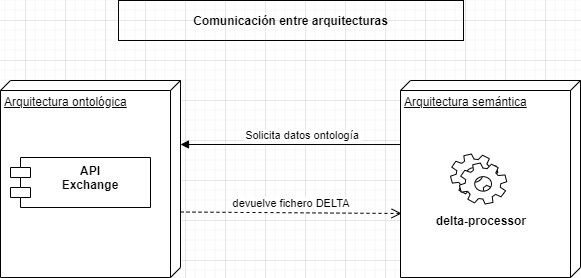 Comunicación entre arquitecturas
Arquitectura ontológica
Arquitectura semántica
Solicita datos ontología
API
Exchange
devuelve fichero DELTA
delta-processor